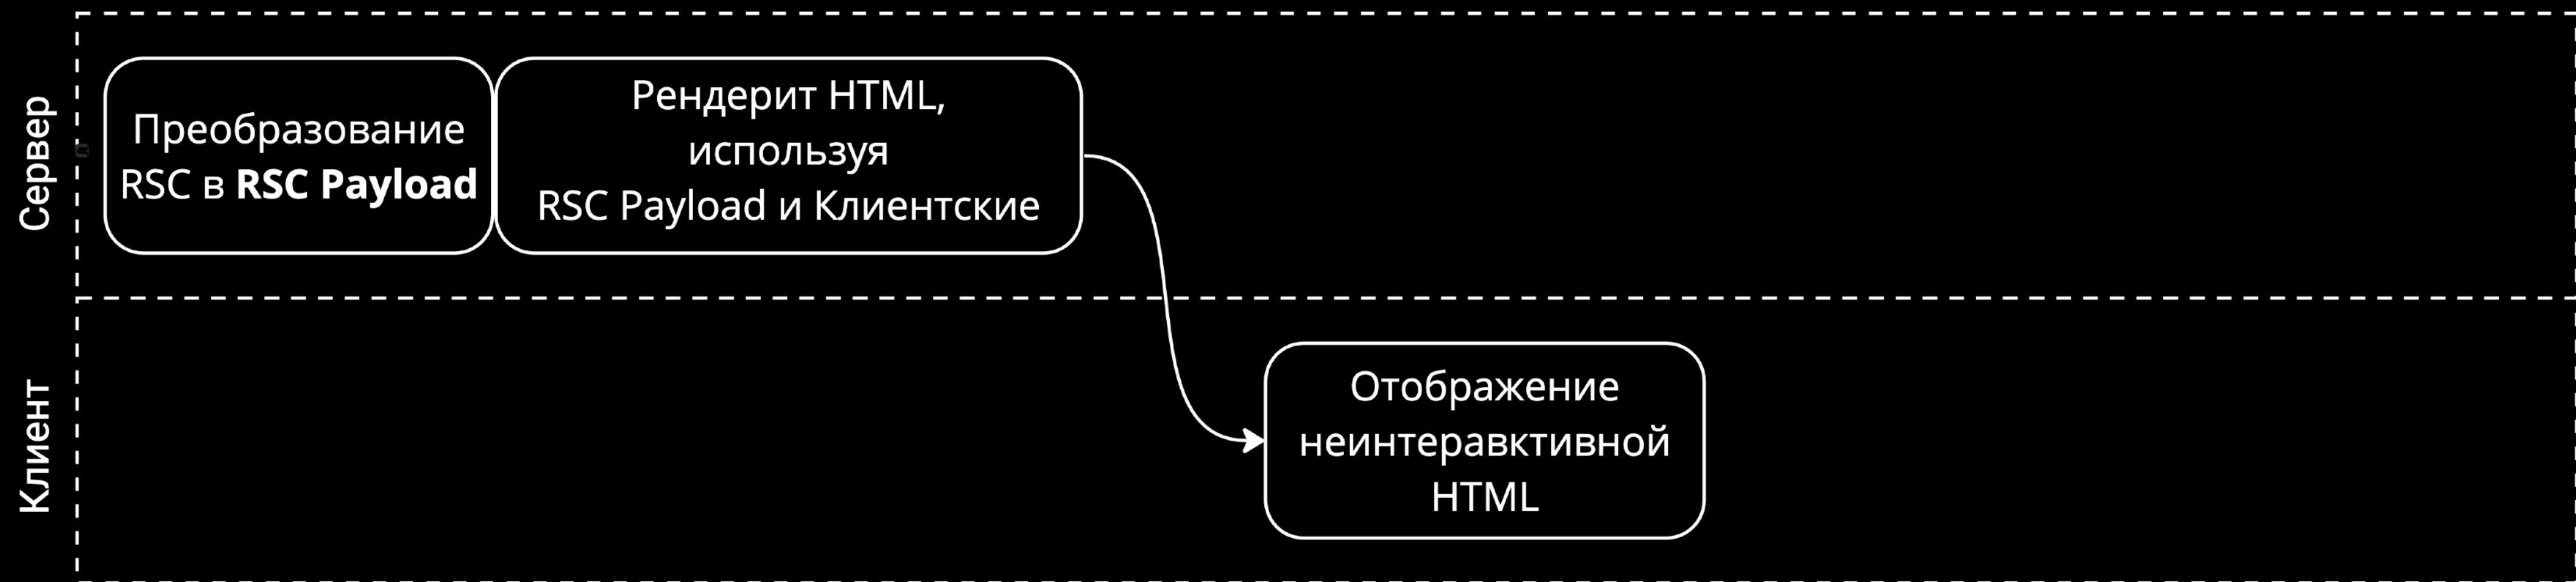 Сервер
Преобразование
RSC в RSC Payload
Рендерит HTML,
используя
RSC Payload и Клиентские
Клиент
Отображение
неинтеравктивной
HTML